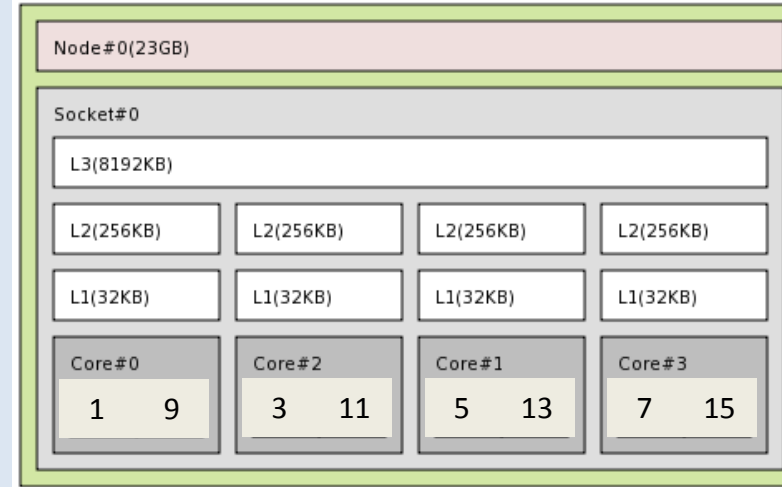 Node#0(23GB)
Socket#0
L3(8192KB)
L2(256KB) L2(256KB) L2(256KB) L2(256KB)
L1(32KB) L1(32KB) L1(32KB) L1(32KB)
Core#0 Core#2 Core#1 Core#3
1 9 3 11 5 13 7 15